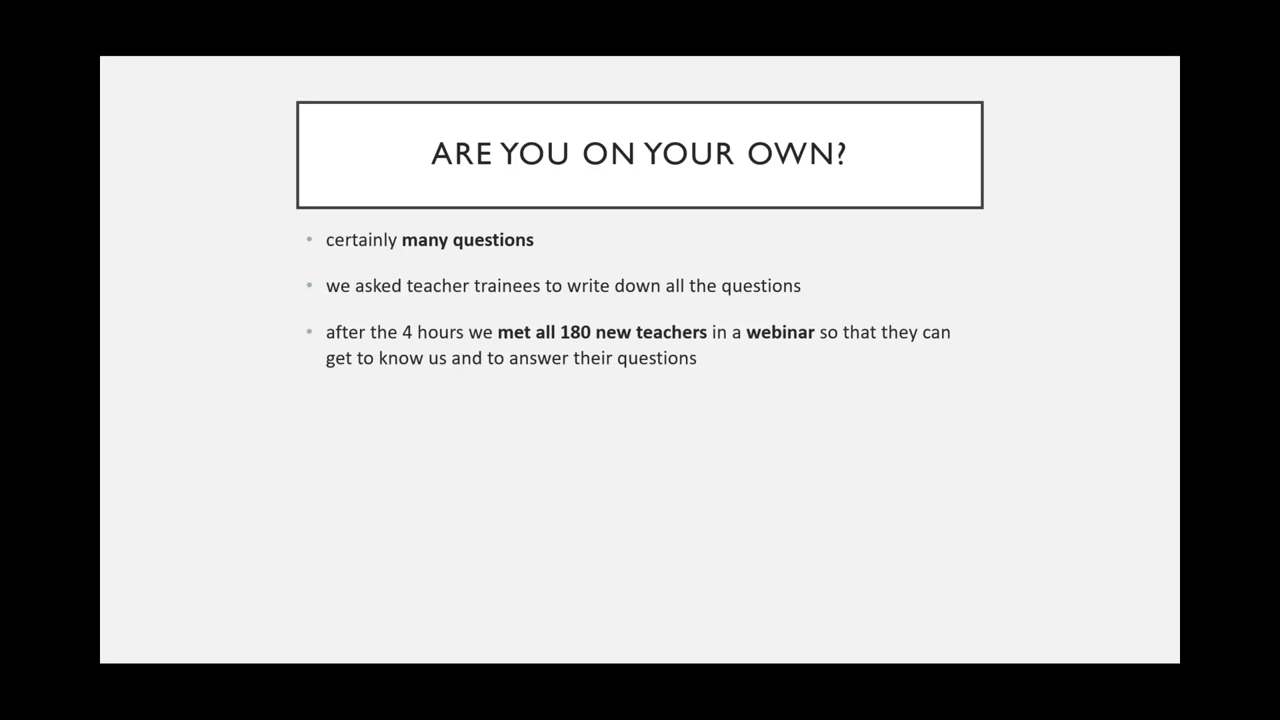 ARE YOU ON YOUR OWN?
• certainly many questions
• we asked teacher trainees to write down all the questions
• after the 4 hours we met all 180 new teachers in a webinar so that they can
get to know us and to answer their questions